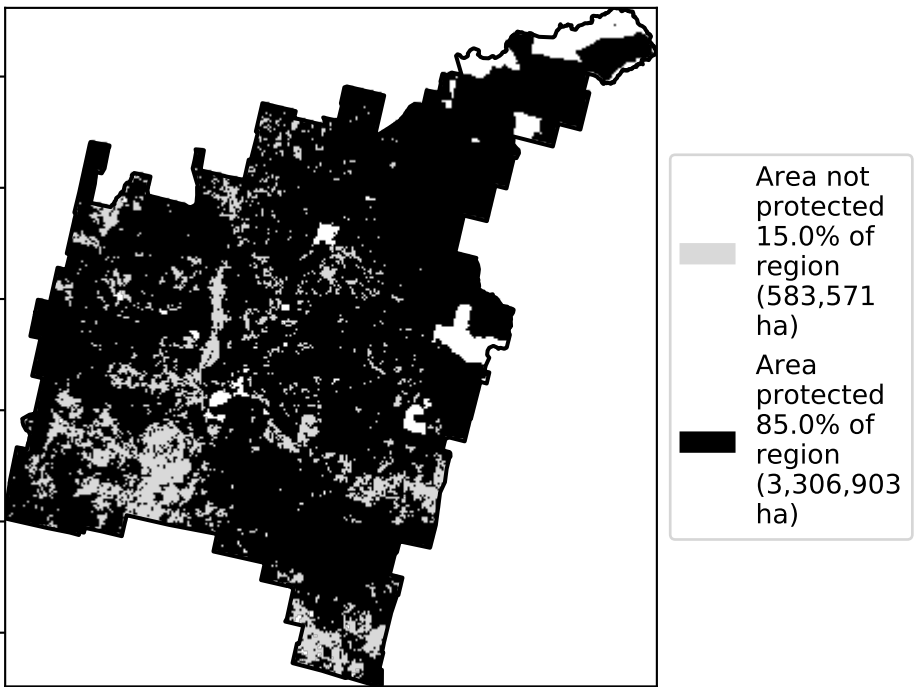 Area not
protected
15.0% of
region
(583,571
ha)
Area
protected
85.0% of
region
(3,306,903
ha)